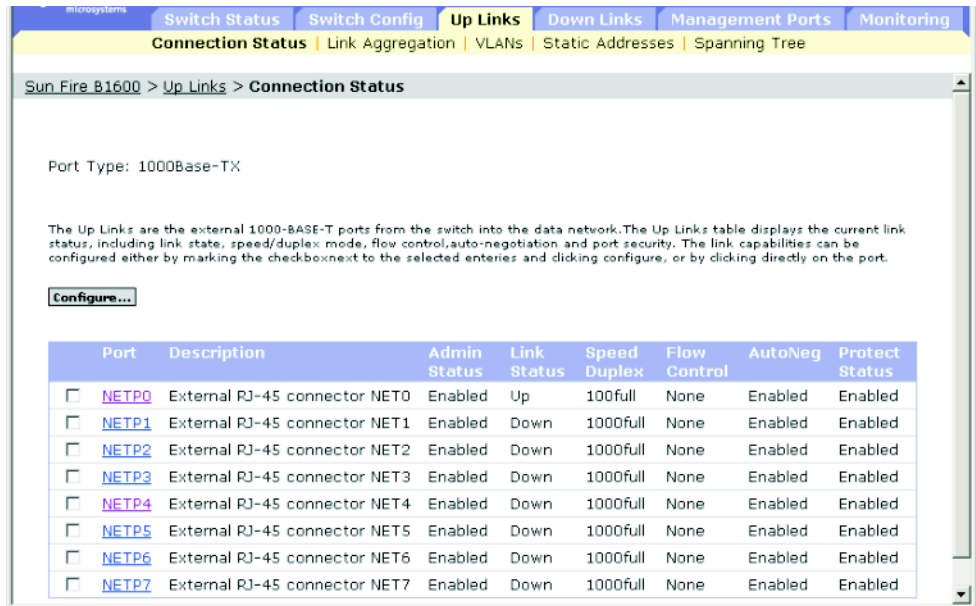 microsystems
Switch Status Switch Config Up Links Down Links Management Ports Monitoring
Connection Status | Link Aggregation | VLANs | Static Addresses | Spanning Tree
Sun Fire B1600 > Up Links > Connection Status
Port Type: 1000Base-TX
The Up Links are the external 1000-BASE-T ports from the switch into the data network.The Up Links table displays the current link
status, including link state, speed/duplex mode, flow control,auto-negotiation and port security. The link capabilities can be
configured either by marking the checkboxnext to the selected enteries and clicking configure, or by clicking directly on the port.
Configure...
Port Description Admin Status Link Status Speed Duplex Flow Control AutoNeg Protect Status
NETP0 External RJ-45 connector NET0 Enabled Up 100full None Enabled Enabled
NETP1 External RJ-45 connector NET1 Enabled Down 1000full None Enabled Enabled
NETP2 External RJ-45 connector NET2 Enabled Down 1000full None Enabled Enabled
NETP3 External RJ-45 connector NET3 Enabled Down 1000full None Enabled Enabled
NETP4 External RJ-45 connector NET4 Enabled Down 1000full None Enabled Enabled
NETP5 External RJ-45 connector NET5 Enabled Down 1000full None Enabled Enabled
NETP6 External RJ-45 connector NET6 Enabled Down 1000full None Enabled Enabled
NETP7 External RJ-45 connector NET7 Enabled Down 1000full None Enabled Enabled